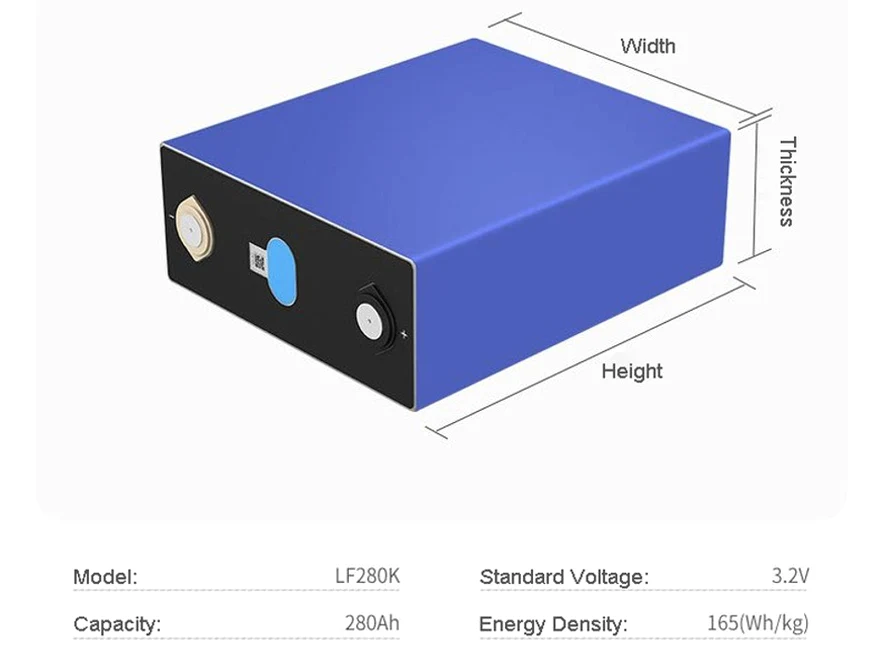 Width
Thickness
Height
-
+
Model: LF280K
Standard Voltage: 3.2V
Capacity: 280Ah
Energy Density: 165(Wh/kg)